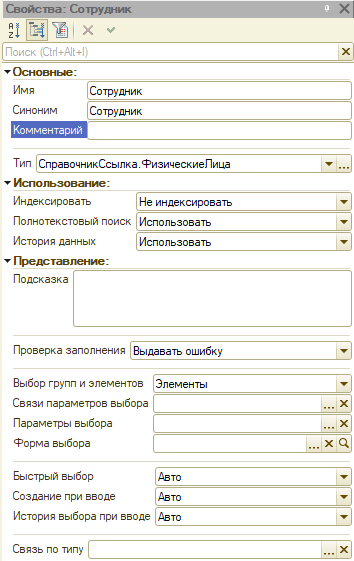 Свойства: Сотрудник
Поиск (Ctrl+Alt+I)
Основные:
Имя Сотрудник
Синоним Сотрудник
Комментарий
Тип СправочникСсылка.ФизическиеЛица
Использование:
Индексировать Не индексировать
Полнотекстовый поиск Использовать
История данных Использовать
Представление:
Подсказка
Проверка заполнения Выдавать ошибку
Выбор групп и элементов Элементы
Связи параметров выбора
Параметры выбора
Форма выбора
Быстрый выбор Авто
Создание при вводе Авто
История выбора при вводе Авто
Связь по типу